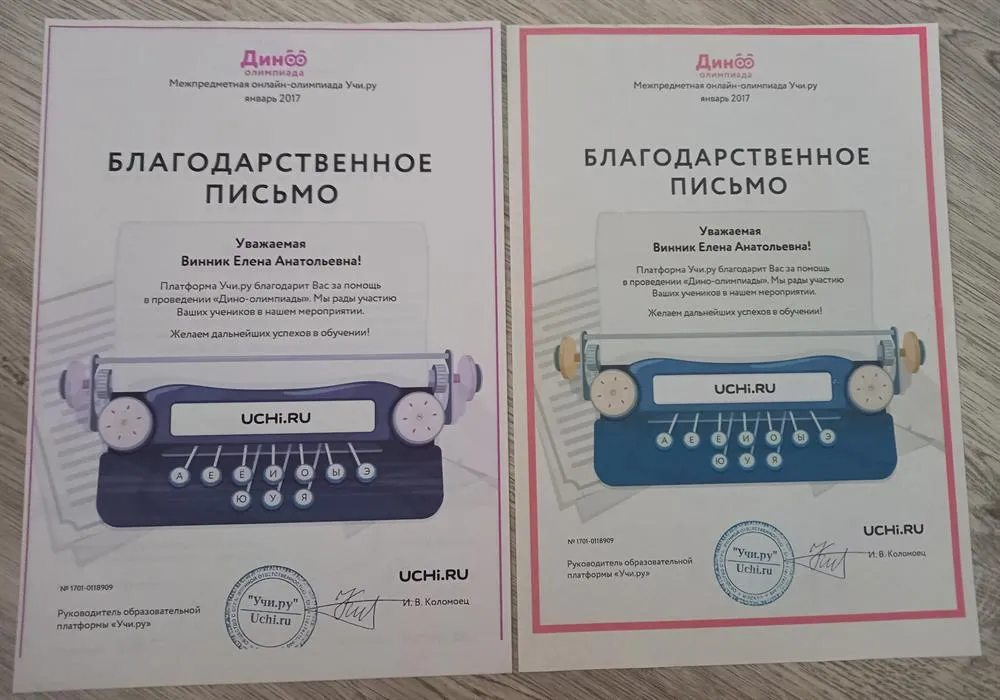 Дино
олимпиада
Межпредметная онлайн-олимпиада Учи.ру
январь 2017
БЛАГОДАРСТВЕННОЕ
ПИСЬМО
Уважаемая
Винник Елена Анатольевна!
Платформа Учи.ру благодарит Вас за помощь
в проведении «Дино-олимпиады». Мы рады участию
Ваших учеников в нашем мероприятии.
Желаем дальнейших успехов в обучении!
UCHi.RU
А Е Ё И О Ы Э
Ю У Я
№ 1701-0118909
Руководитель образовательной
платформы «Учи.ру»
"Учи.ру"
Uchi.ru
UCHi.RU
И. В. Коломоец
Дино
олимпиада
Межпредметная онлайн-олимпиада Учи.ру
январь 2017
БЛАГОДАРСТВЕННОЕ
ПИСЬМО
Уважаемая
Винник Елена Анатольевна!
Платформа Учи.ру благодарит Вас за помощь
в проведении «Дино-олимпиады». Мы рады участию
Ваших учеников в нашем мероприятии.
Желаем дальнейших успехов в обучении!
UCHi.RU
А Е Ё И О Ы Э
Ю У Я
№ 1701-0118909
Руководитель образовательной
платформы «Учи.ру»
"Учи.ру"
Uchi.ru
UCHi.RU
И. В. Коломоец